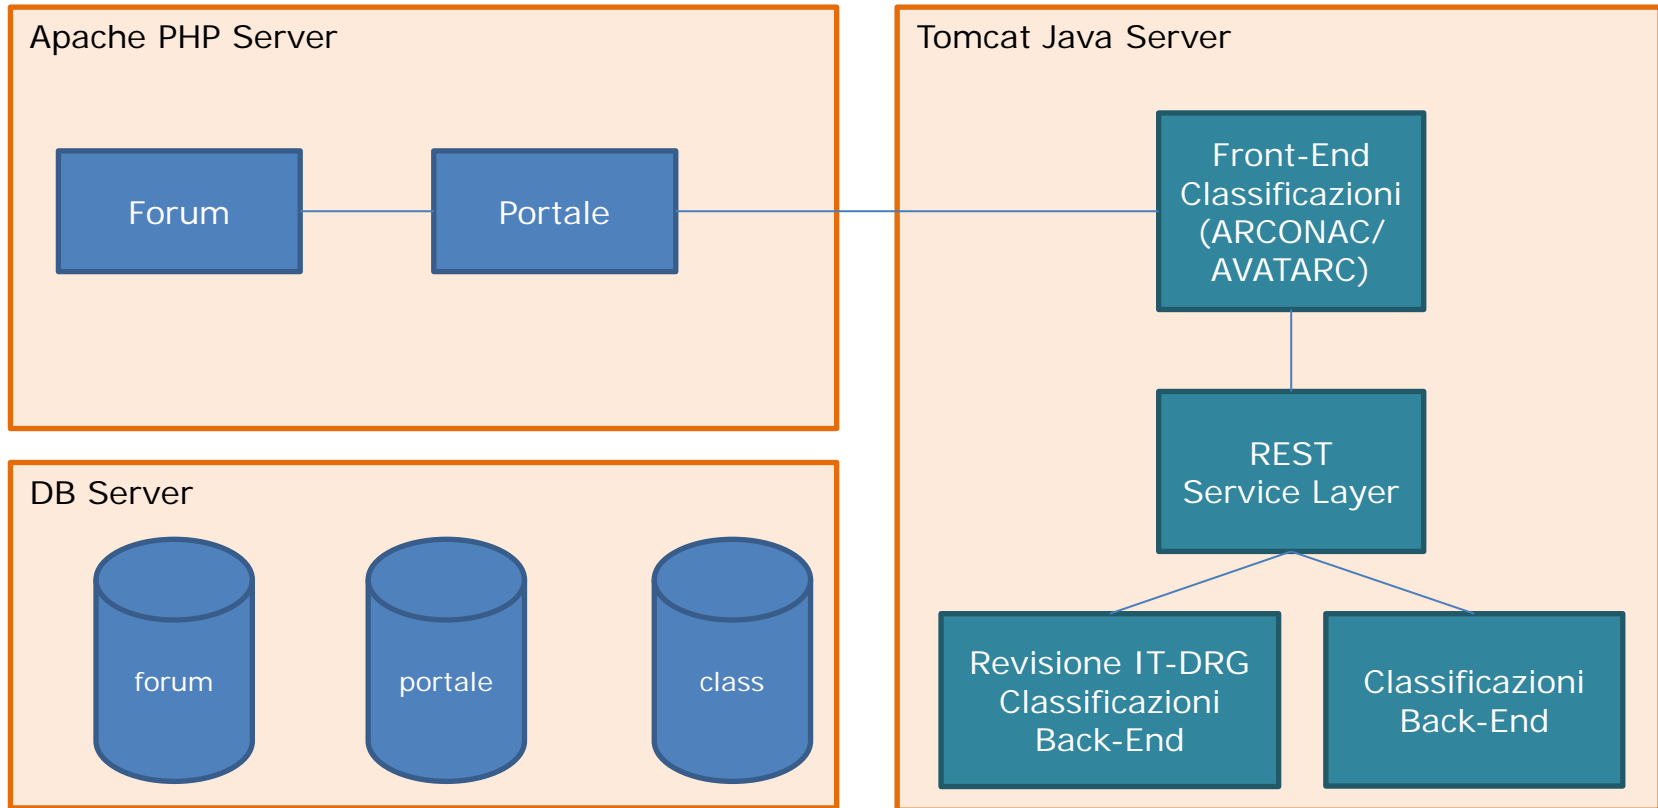 Apache PHP Server
Forum
Portale
DB Server
forum
portale
class
Tomcat Java Server
Front-End
Classificazioni
(ARCONAC/
AVATARC)
REST
Service Layer
Revisione IT-DRG
Classificazioni
Back-End
Classificazioni
Back-End